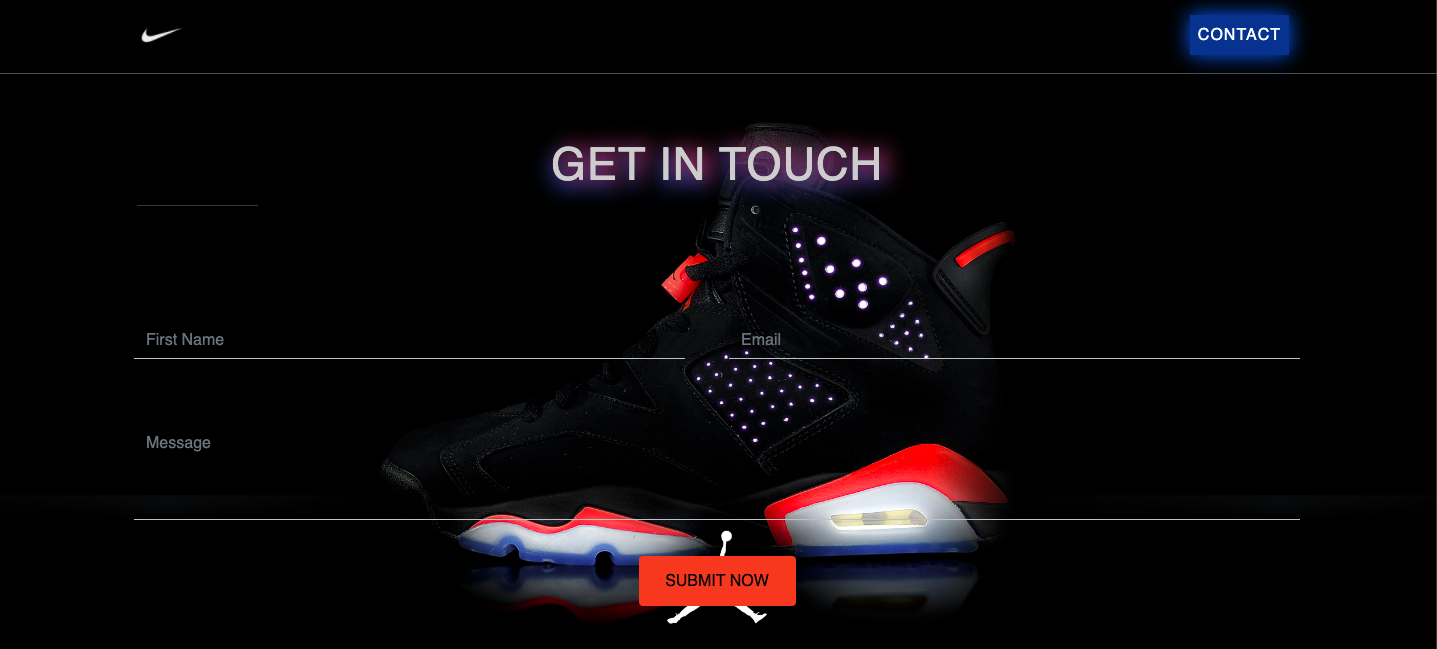 CONTACT
GET IN TOUCH
First Name
Email
Message
SUBMIT NOW